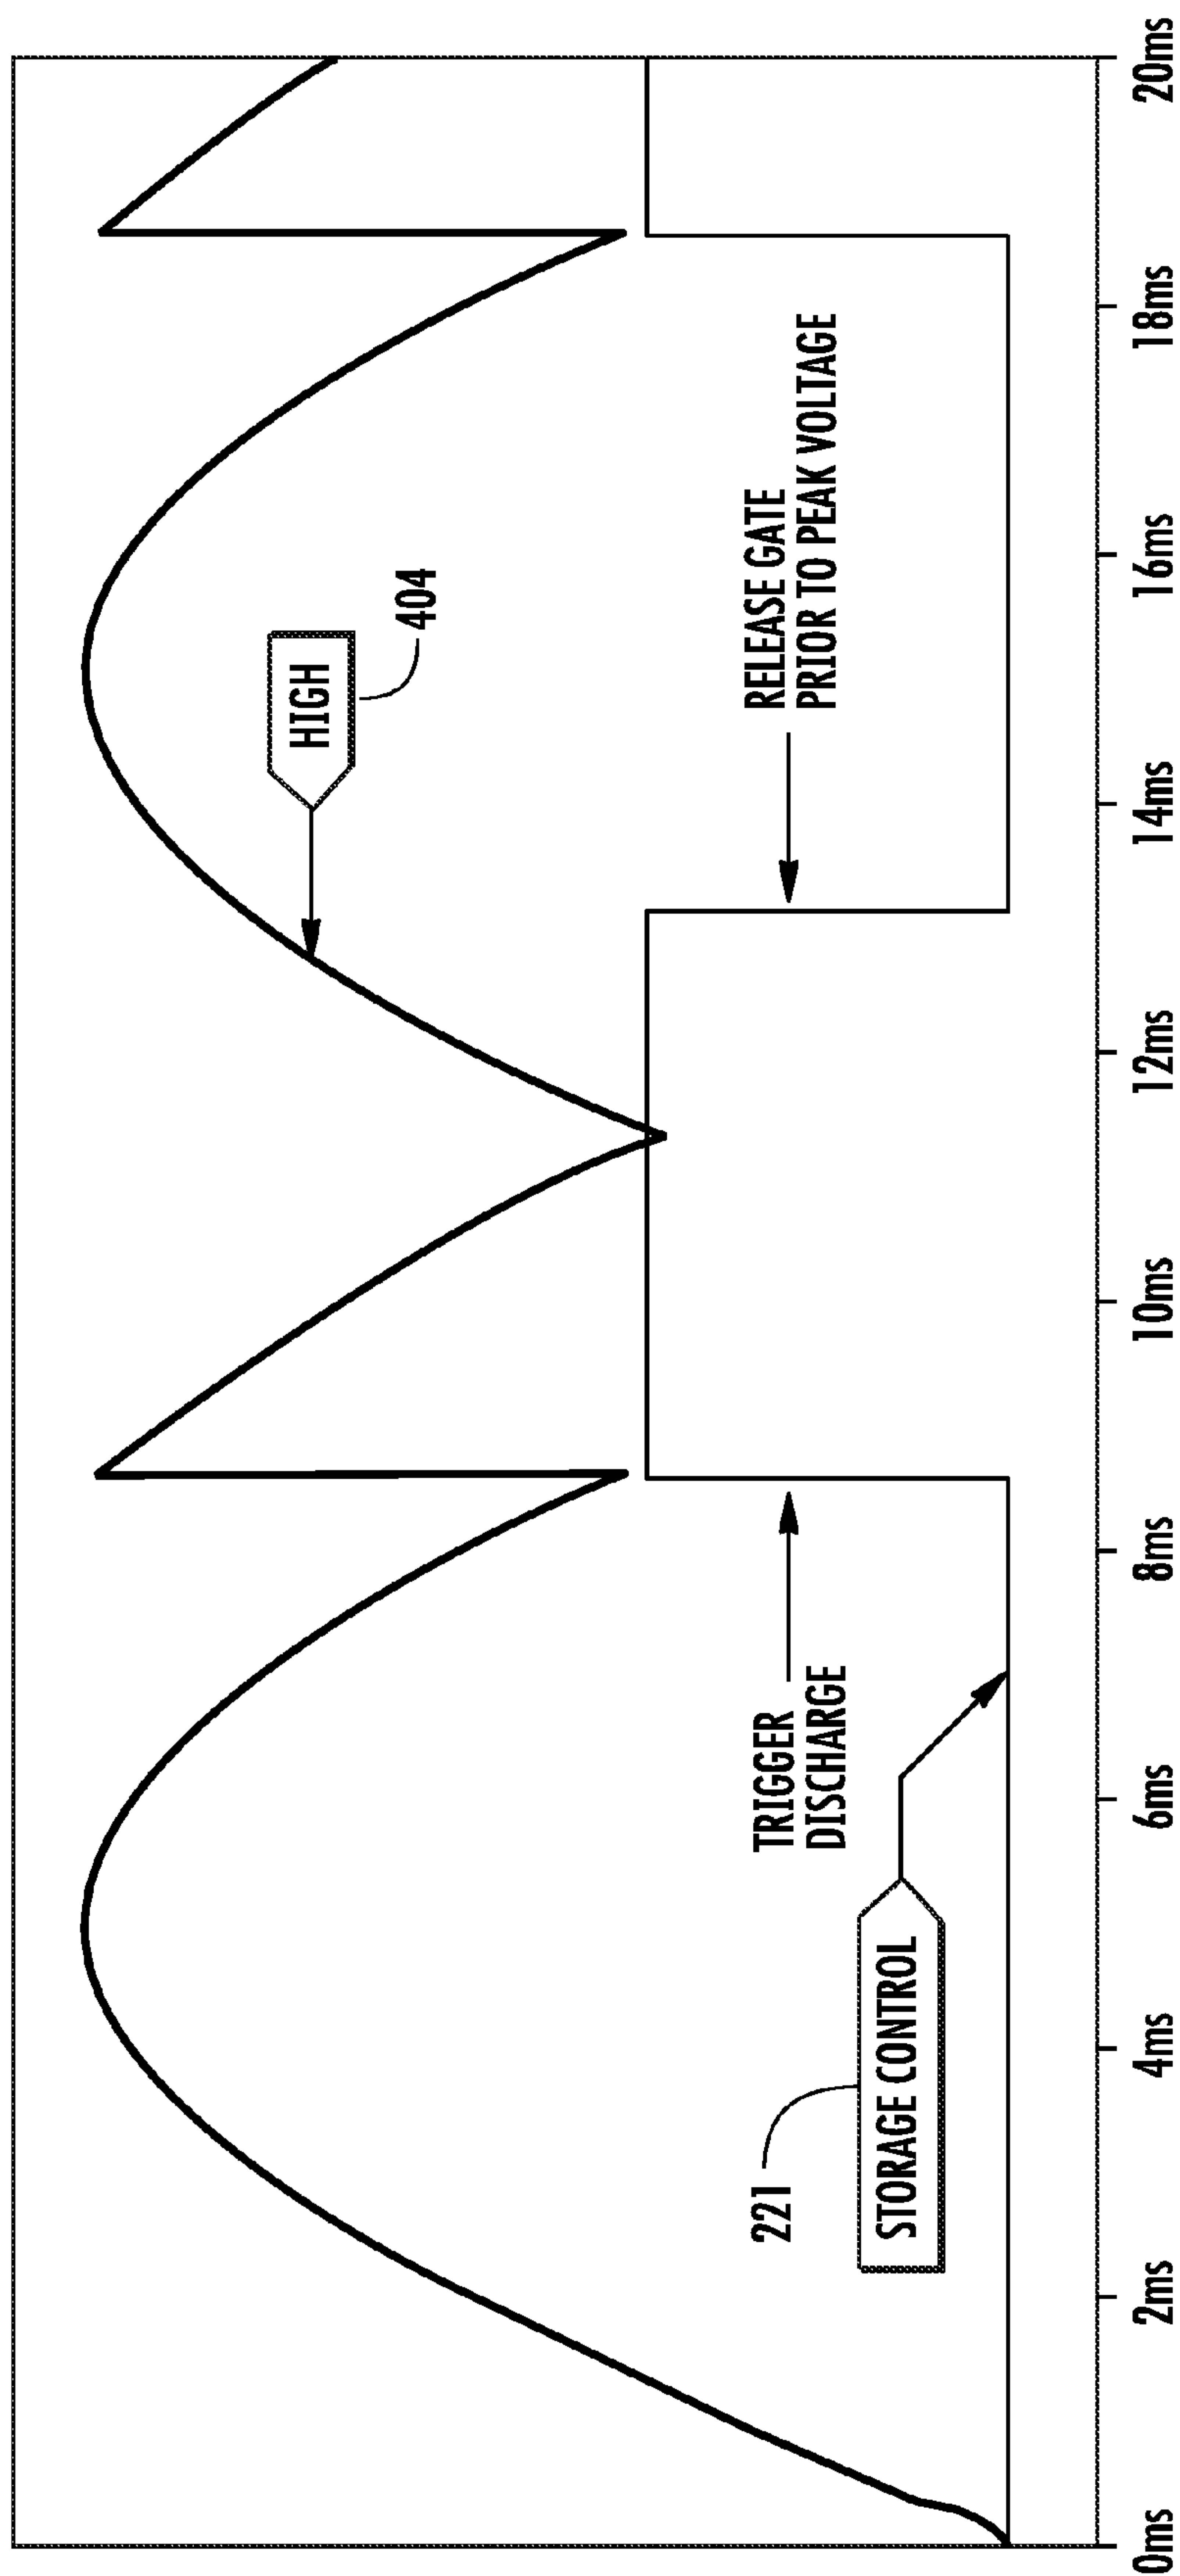 HIGH
404
RELEASE GATE
PRIOR TO PEAK VOLTAGE
TRIGGER
DISCHARGE
221
STORAGE CONTROL
0ms 2ms 4ms 6ms 8ms 10ms 12ms 14ms 16ms 18ms 20ms